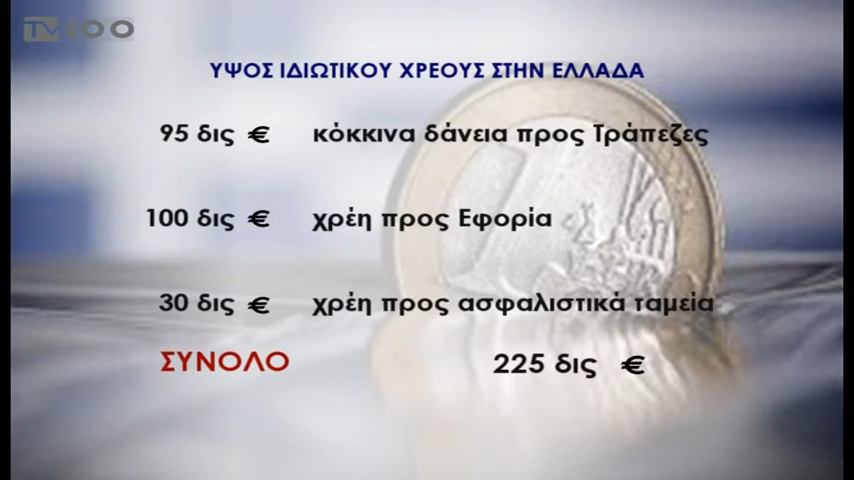 TV100
ΥΨΟΣ ΙΔΙΩΤΙΚΟΥ ΧΡΕΟΥΣ ΣΤΗΝ ΕΛΛΑΔΑ
95 δις € κόκκινα δάνεια προς Τράπεζες
100 δις € χρέη προς Εφορία
30 δις € χρέη προς ασφαλιστικά ταμεία
ΣΥΝΟΛΟ 225 δις €